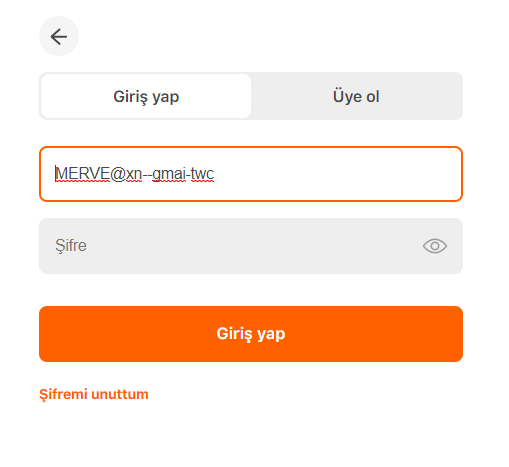 Giriş yap
Üye ol
MERVE@xn--gmai-twc
Şifre
Giriş yap
Şifremi unuttum